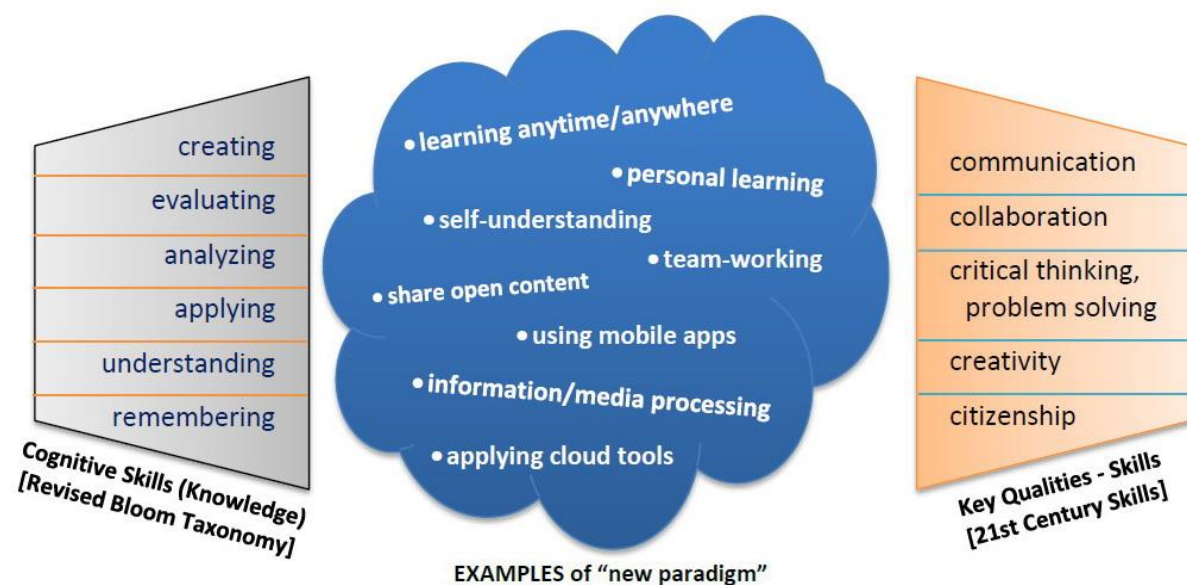 creating
evaluating
analyzing
applying
understanding
remembering
Cognitive Skills (Knowledge)
[Revised Bloom Taxonomy]
• learning anytime/anywhere
• personal learning
• self-understanding
• team-working
• share open content
• using mobile apps
• information/media processing
• applying cloud tools
EXAMPLES of “new paradigm”
communication
collaboration
critical thinking,
problem solving
creativity
citizenship
Key Qualities - Skills
[21st Century Skills]